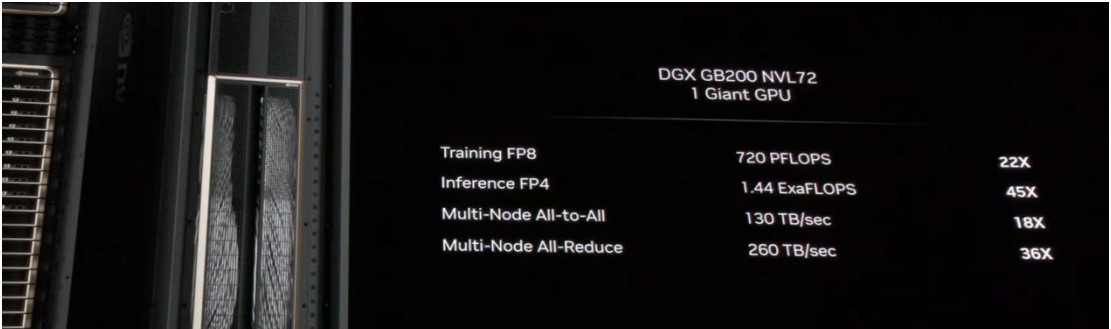 DGX GB200 NVL72
1 Giant GPU
Training FP8 720 PFLOPS 22X
Inference FP4 1.44 ExaFLOPS 45X
Multi-Node All-to-All 130 TB/sec 18X
Multi-Node All-Reduce 260 TB/sec 36X